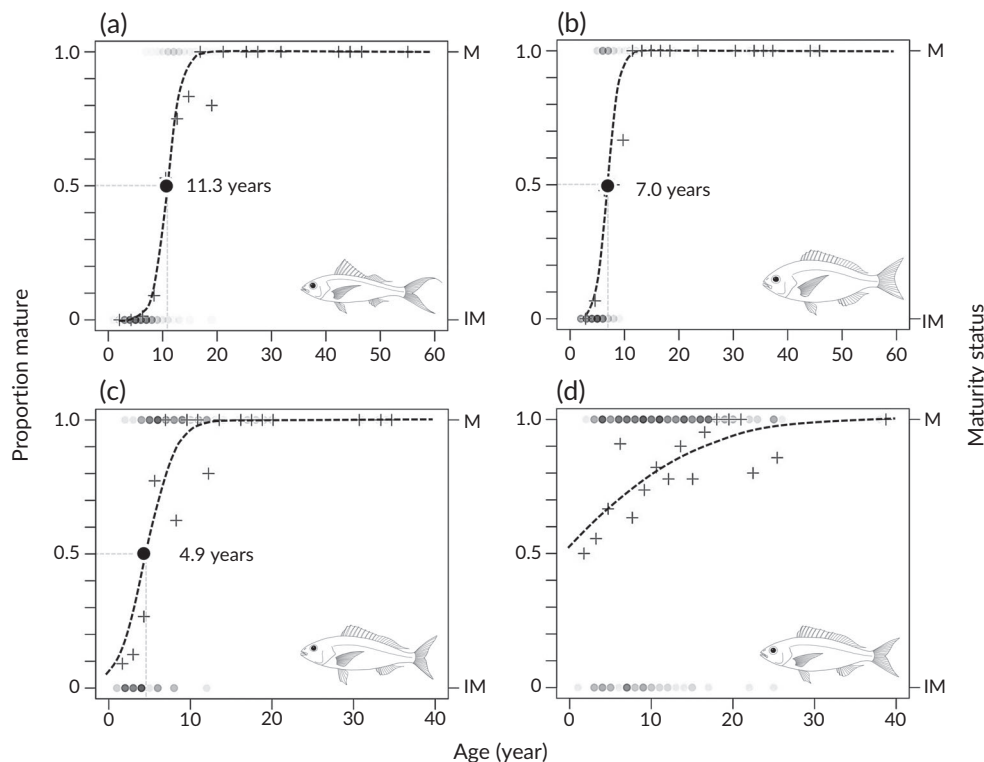 (a)
1.0
0.5
0
M
IM
11.3 years
0 10 20 30 40 50 60
(b)
1.0
0.5
0
M
IM
7.0 years
0 10 20 30 40 50 60
(c)
1.0
0.5
0
M
IM
4.9 years
0 10 20 30 40
(d)
1.0
0.5
0
M
IM
0 10 20 30 40
Proportion mature
Maturity status
Age (year)